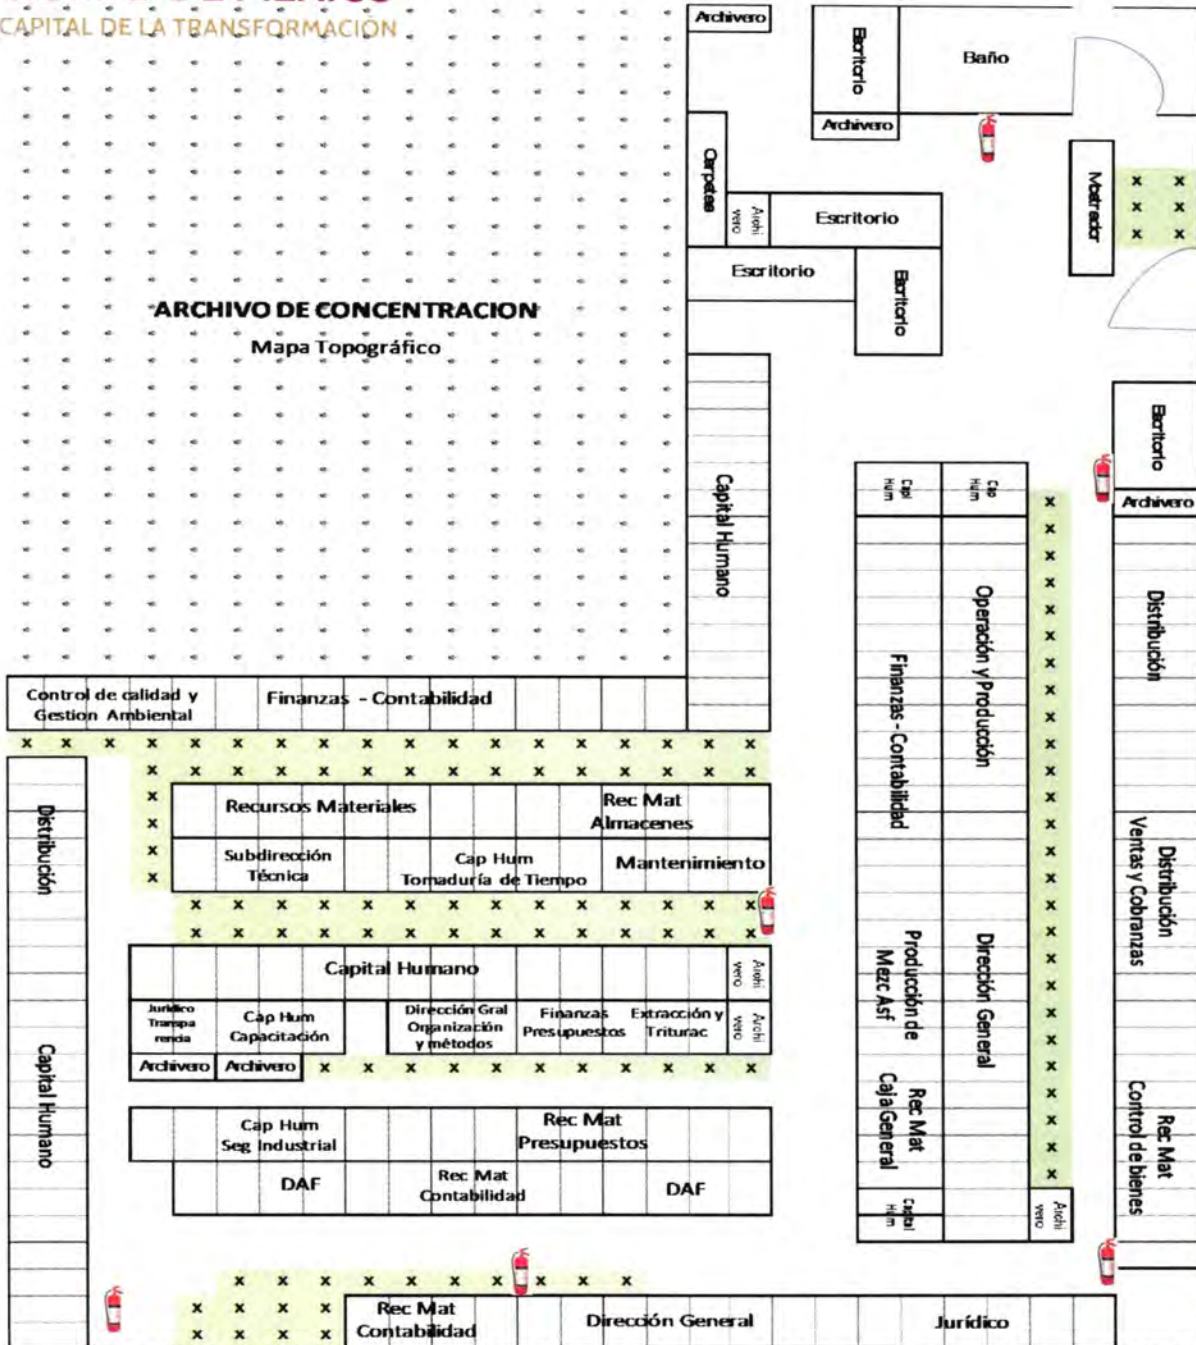 CAPITAL DE LA TRANSFORMACIÓN
Archivero
Escritorio
Baño
Archivero
Carpetas
Archi
vero
Escritorio
Mostrador
x x
x x
x x
Escritorio
Escritorio
ARCHIVO DE CONCENTRACION
Mapa Topográfico
Capital Humano
Escritorio
Archivero
Capi
Hum
Cap
Hum
Operación y Producción
Finanzas - Contabilidad
Distribución
Control de calidad y
Gestion Ambiental
Finanzas - Contabilidad
x x x x x x x x x x x x x x x x x x
x x x x x x x x x x x x x x x
Distribución
Recursos Materiales
Rec Mat
Almacenes
Subdirección
Técnica
Cap Hum
Tomaduría de Tiempo
Mantenimiento
Distribución
Ventas y Cobranzas
x x x x x x x x x x x x x x
x x x x x x x x x x x x x x
Capital Humano
Archi
vero
Producción de
Mezc Asf
Dirección General
Jurídico
Transpa
rencia
Cap Hum
Capacitación
Dirección Gral
Organización
y métodos
Finanzas
Presupuestos
Extracción y
Triturac
Archi
vero
Archivero
Archivero
x x x x x x x x x x x
Capital Humano
Rec Mat
Caja General
Rec Mat
Control de bienes
Cap Hum
Seg Industrial
Rec Mat
Presupuestos
DAF
Rec Mat
Contabilidad
DAF
Capital
Hum
Archi
vero
x x x x x x x x x x
x x x x
x x x x
Rec Mat
Contabilidad
Dirección General
Jurídico